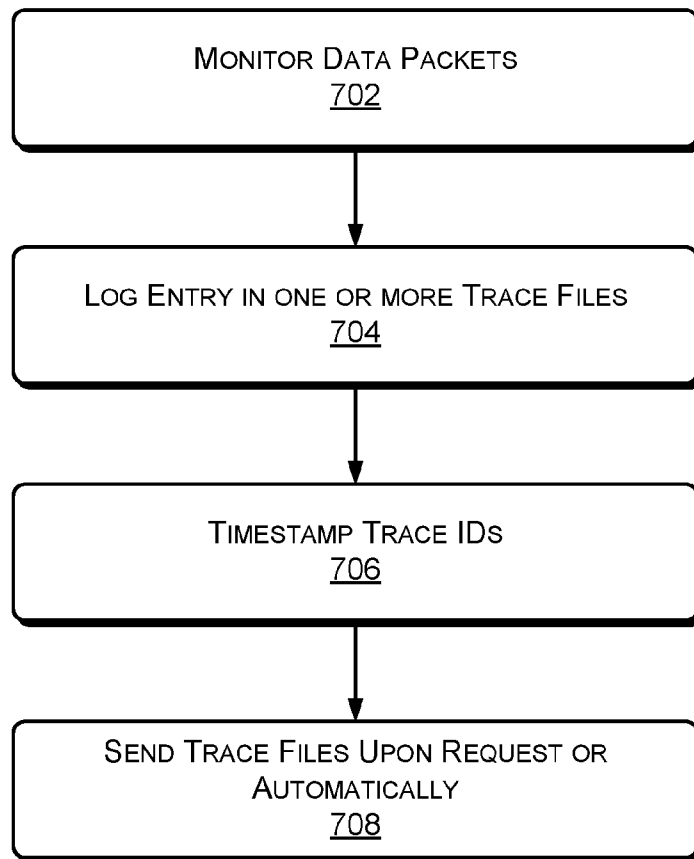 MONITOR DATA PACKETS
702
LOG ENTRY IN ONE OR MORE TRACE FILES
704
TIMESTAMP TRACE IDS
706
SEND TRACE FILES UPON REQUEST OR
AUTOMATICALLY
708